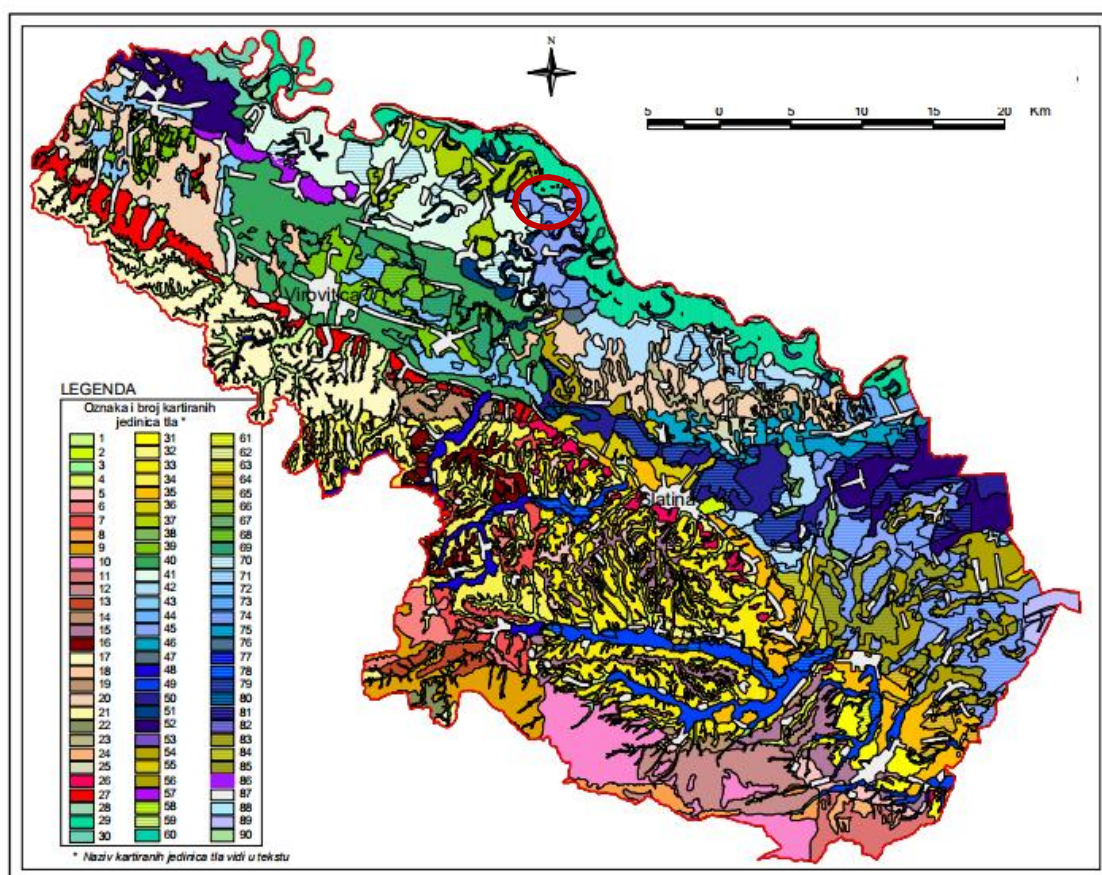 N
5 0 5 10 15 20 Km
Virovitica
Slatina
LEGENDA
Oznaka i broj kartiranih
jedinica tla *
1 31 61
2 32 62
3 33 63
4 34 64
5 35 65
6 36 66
7 37 67
8 38 68
9 39 69
10 40 70
11 41 71
12 42 72
13 43 73
14 44 74
15 45 75
16 46 76
17 47 77
18 48 78
19 49 79
20 50 80
21 51 81
22 52 82
23 53 83
24 54 84
25 55 85
26 56 86
27 57 87
28 58 88
29 59 89
30 60 90
* Naziv kartiranih jedinica tla vidi u tekstu